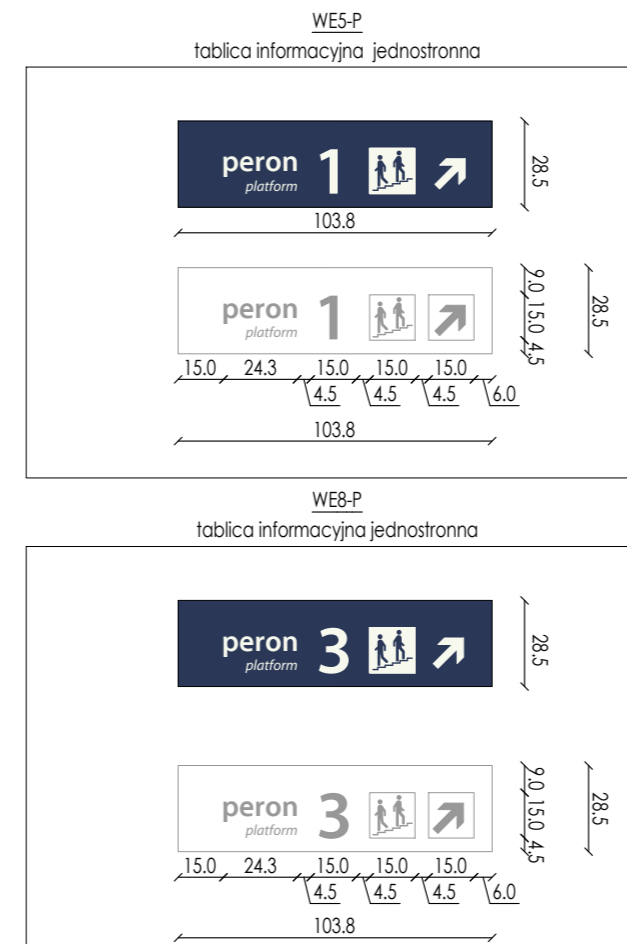 WE5-P
tablica informacyjna jednostronna
peron 1
platform
28.5
103.8
peron 1
platform
9.0 15.0 4.5
28.5
15.0 24.3 15.0 15.0 15.0
4.5 4.5 4.5 6.0
103.8
WE8-P
tablica informacyjna jednostronna
peron 3
platform
28.5
peron 3
platform
9.0 15.0 4.5
28.5
15.0 24.3 15.0 15.0 15.0
4.5 4.5 4.5 6.0
103.8